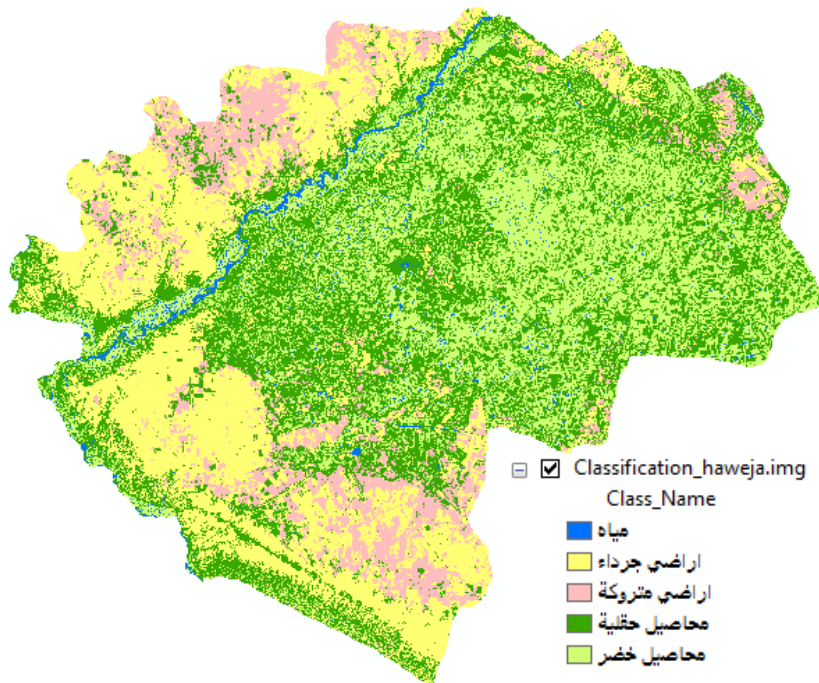 Classification_haweja.img
Class_Name
مياه
اراضي جرداء
اراضي متروكة
محاصيل حقلية
محاصيل خضر